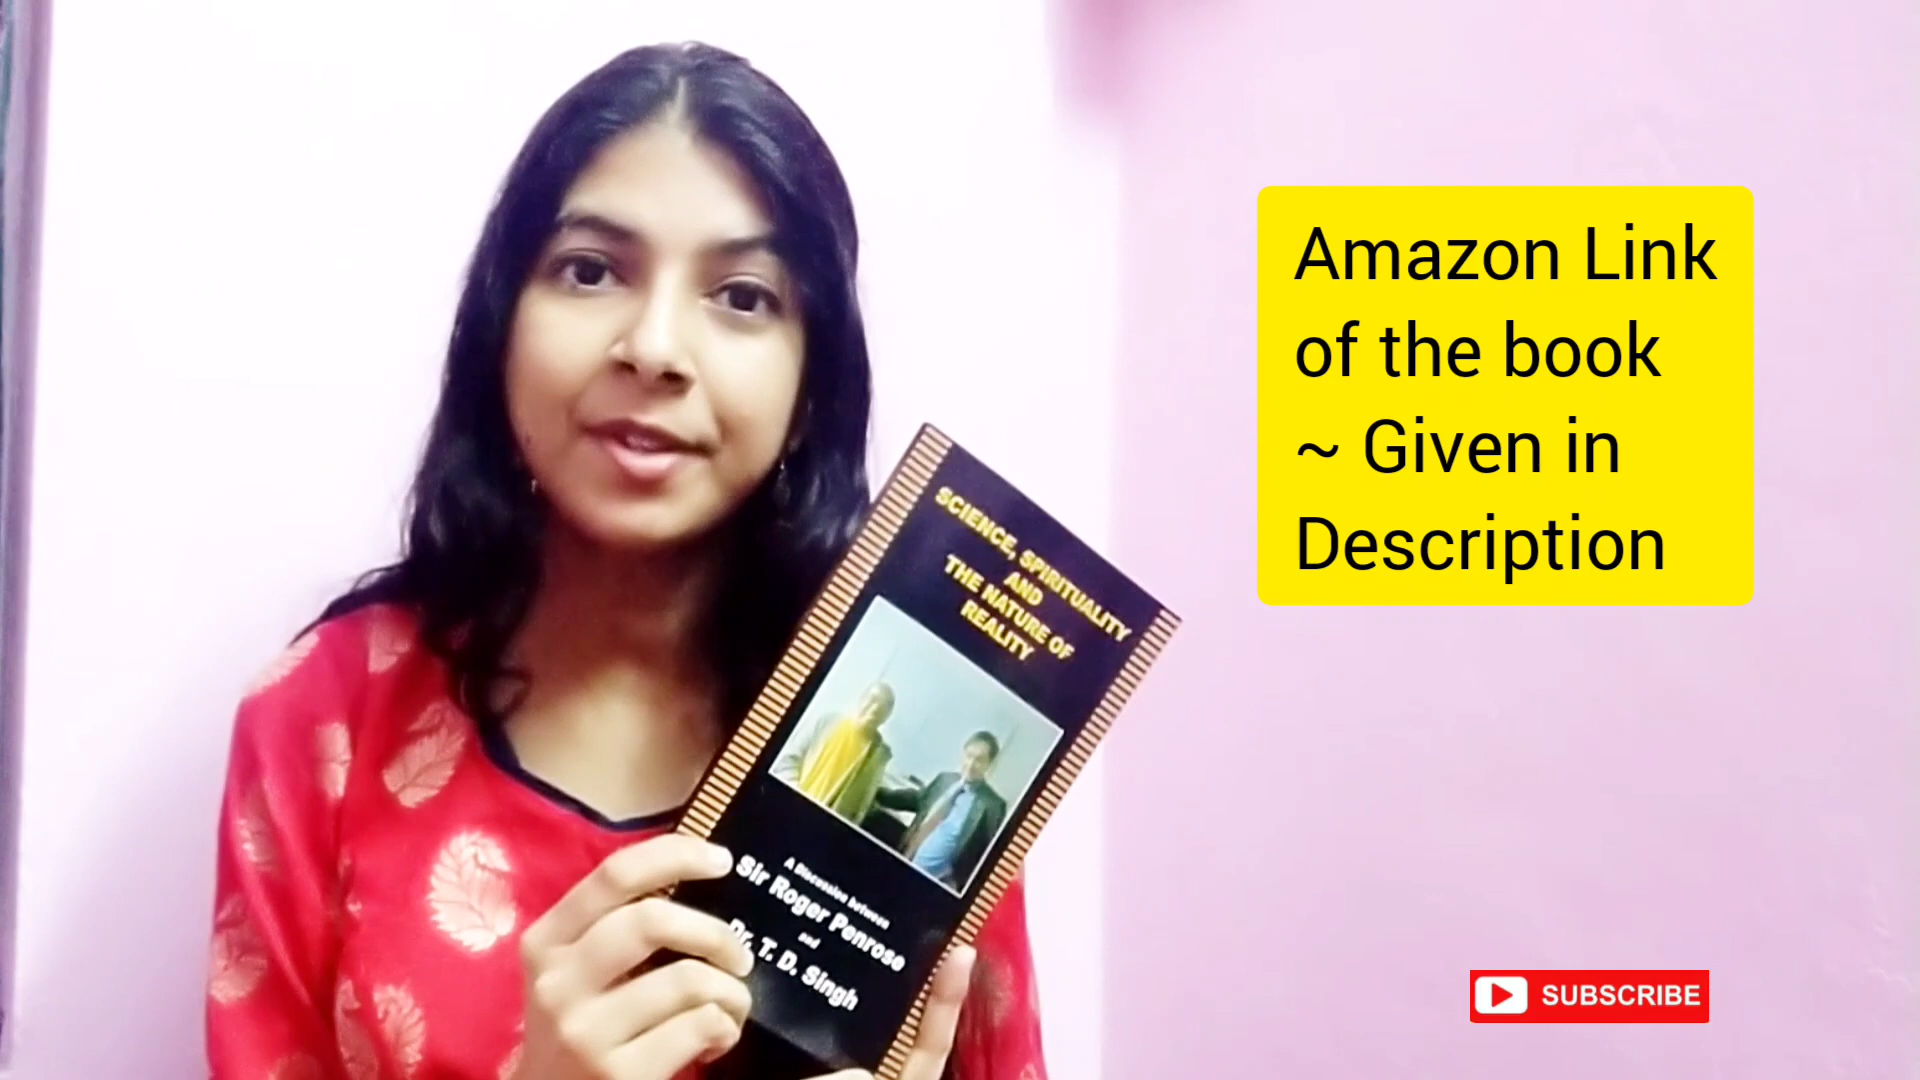 Amazon Link
of the book
~ Given in
Description
SCIENCE, SPIRITUALITY
AND
THE NATURE OF
REALITY
A Discussion between
Sir Roger Penrose
and
Dr. T. D. Singh
SUBSCRIBE